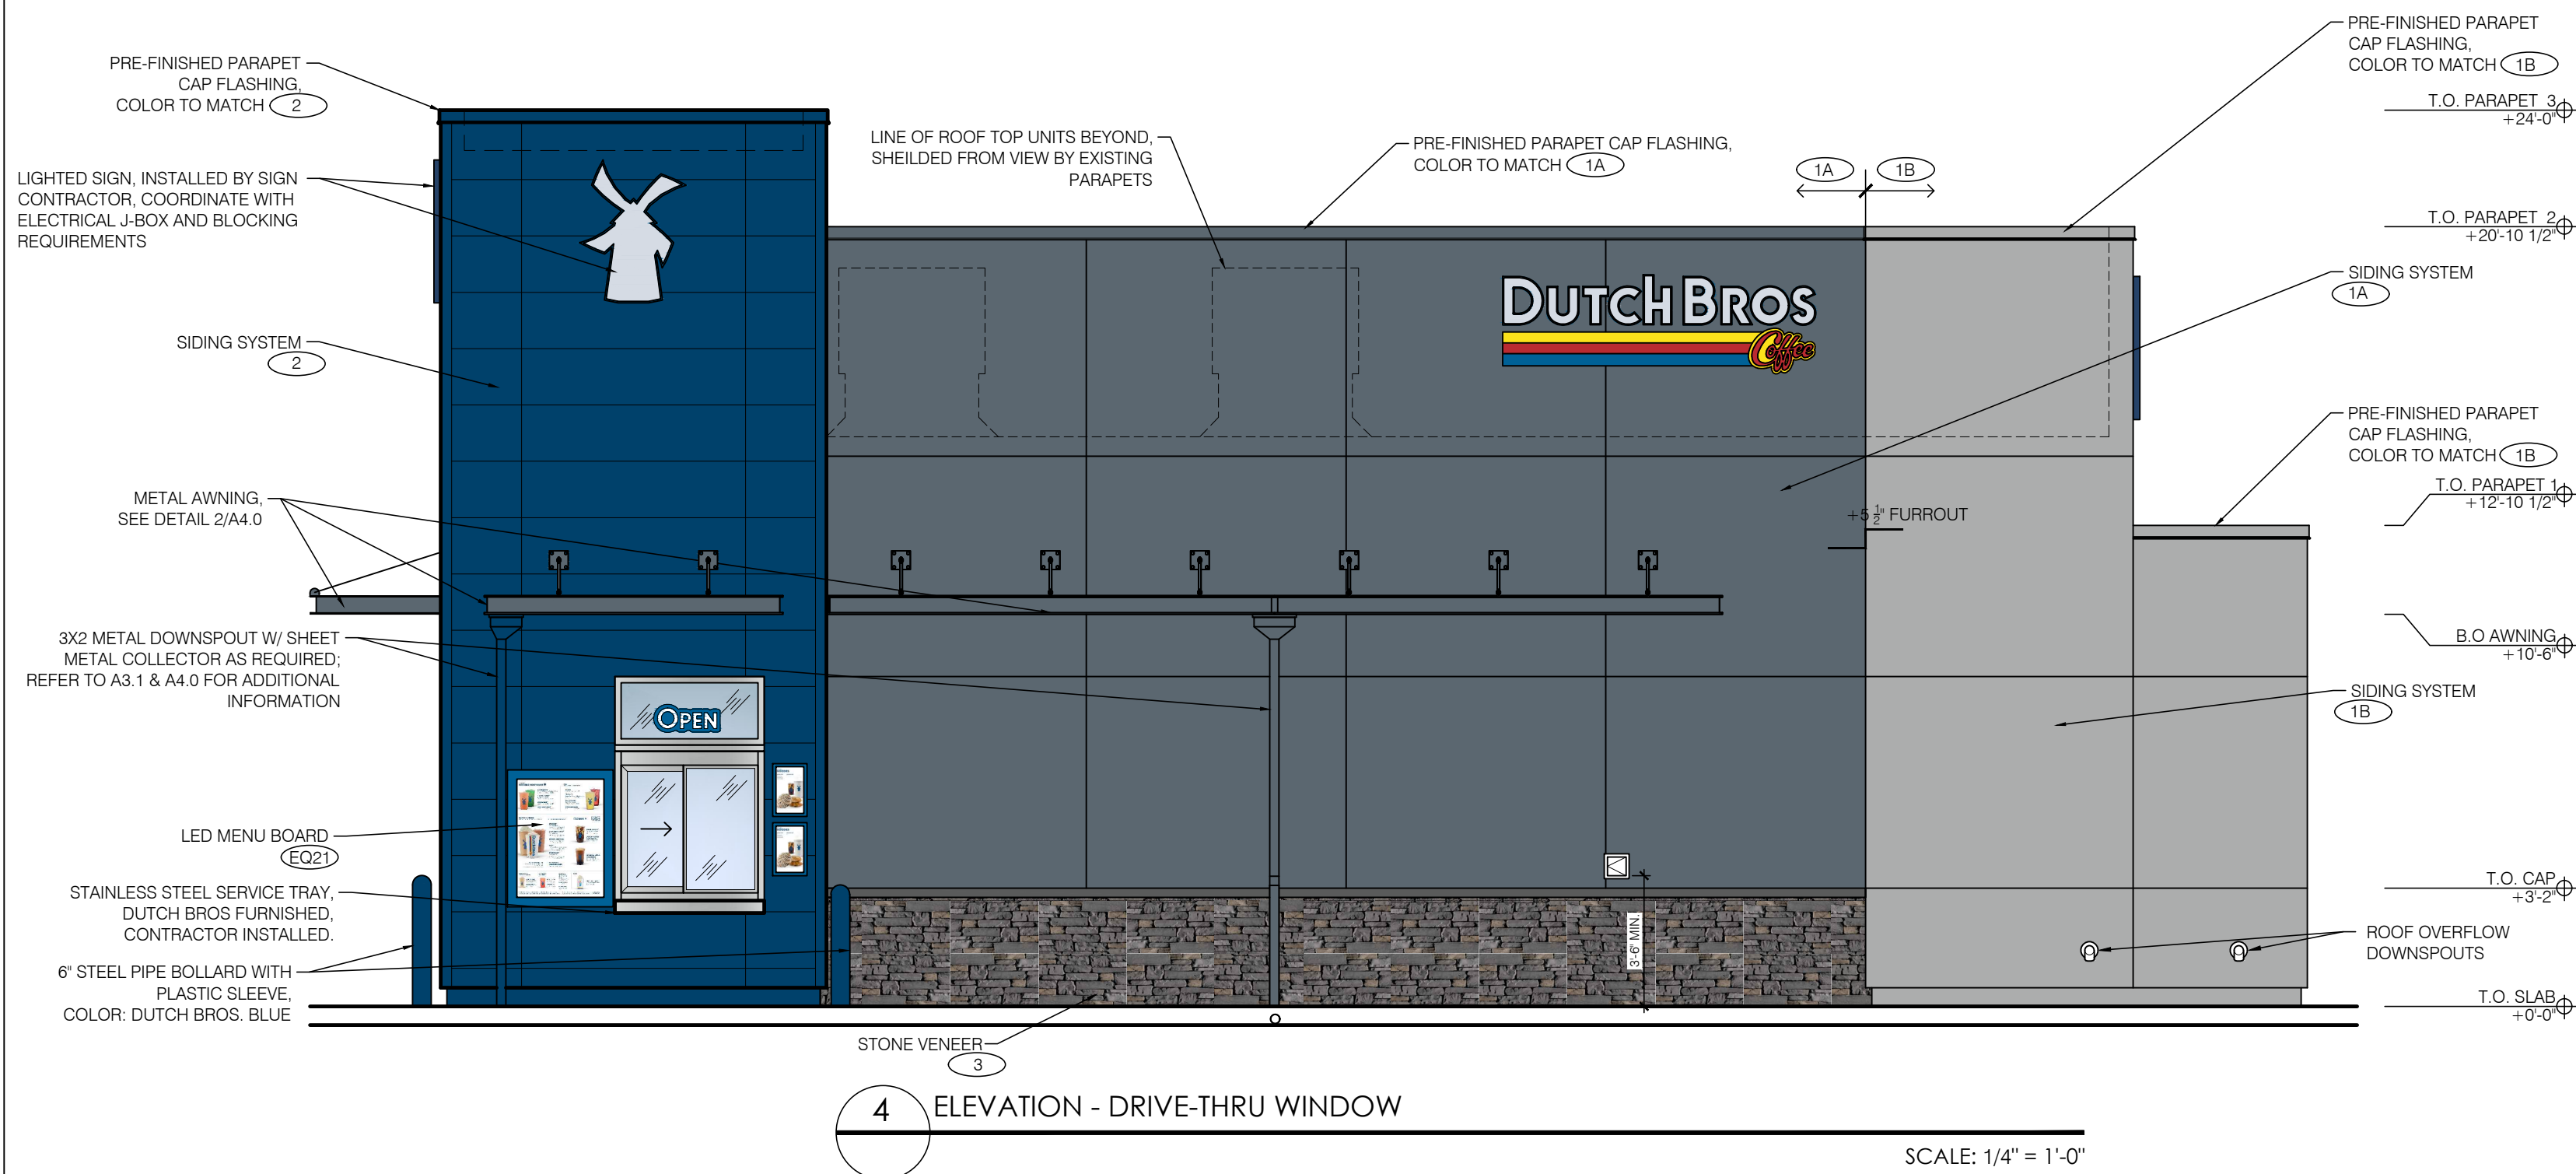 PRE-FINISHED PARAPET
CAP FLASHING,
COLOR TO MATCH 2
LIGHTED SIGN, INSTALLED BY SIGN
CONTRACTOR, COORDINATE WITH
ELECTRICAL J-BOX AND BLOCKING
REQUIREMENTS
SIDING SYSTEM
2
METAL AWNING,
SEE DETAIL 2/A4.0
3X2 METAL DOWNSPOUT W/ SHEET
METAL COLLECTOR AS REQUIRED;
REFER TO A3.1 & A4.0 FOR ADDITIONAL
INFORMATION
LED MENU BOARD
EQ21
STAINLESS STEEL SERVICE TRAY,
DUTCH BROS FURNISHED,
CONTRACTOR INSTALLED.
6" STEEL PIPE BOLLARD WITH
PLASTIC SLEEVE,
COLOR: DUTCH BROS. BLUE
OPEN
LINE OF ROOF TOP UNITS BEYOND,
SHEILDED FROM VIEW BY EXISTING
PARAPETS
PRE-FINISHED PARAPET CAP FLASHING,
COLOR TO MATCH 1A
1A 1B
DUTCH BROS
Coffee
+5 1/2" FURROUT
3'-6" MIN.
STONE VENEER
3
PRE-FINISHED PARAPET
CAP FLASHING,
COLOR TO MATCH 1B
T.O. PARAPET 3
+24'-0"
T.O. PARAPET 2
+20'-10 1/2"
SIDING SYSTEM
1A
PRE-FINISHED PARAPET
CAP FLASHING,
COLOR TO MATCH 1B
T.O. PARAPET 1
+12'-10 1/2"
B.O AWNING
+10'-6"
SIDING SYSTEM
1B
T.O. CAP
+3'-2"
ROOF OVERFLOW
DOWNSPOUTS
T.O. SLAB
+0'-0"
4 ELEVATION - DRIVE-THRU WINDOW
SCALE: 1/4" = 1'-0"